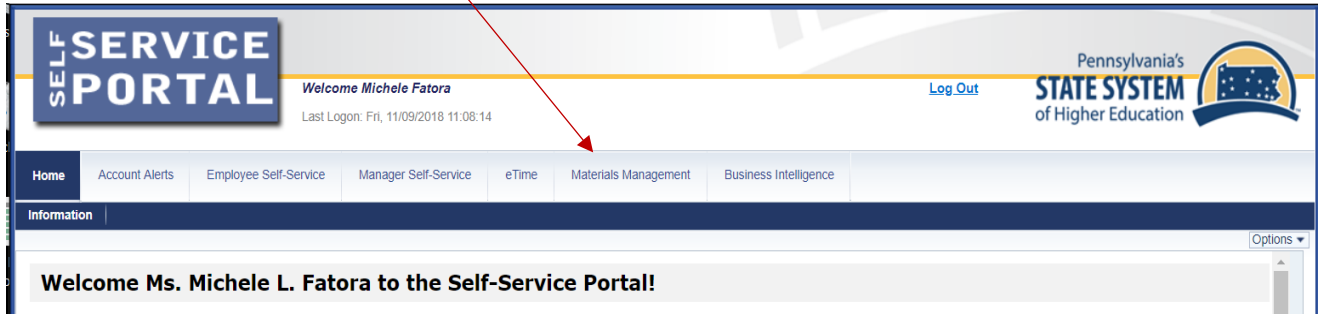 SELF SERVICE PORTAL
Pennsylvania's
STATE SYSTEM
of Higher Education
Welcome Michele Fatora
Log Out
Last Logon: Fri, 11/09/2018 11:08:14
Home Account Alerts Employee Self-Service Manager Self-Service eTime Materials Management Business Intelligence
Information
Options
Welcome Ms. Michele L. Fatora to the Self-Service Portal!